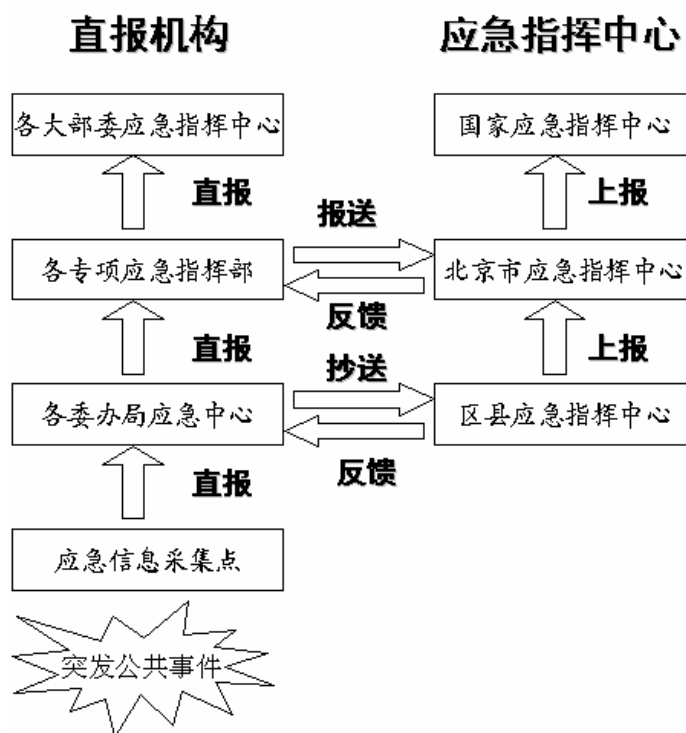 直报机构 应急指挥中心
各大部委应急指挥中心 国家应急指挥中心
直报 上报
报送
各专项应急指挥部 北京市应急指挥中心
反馈
直报 上报
抄送
各委办局应急中心 区县应急指挥中心
反馈
直报
应急信息采集点
突发公共事件